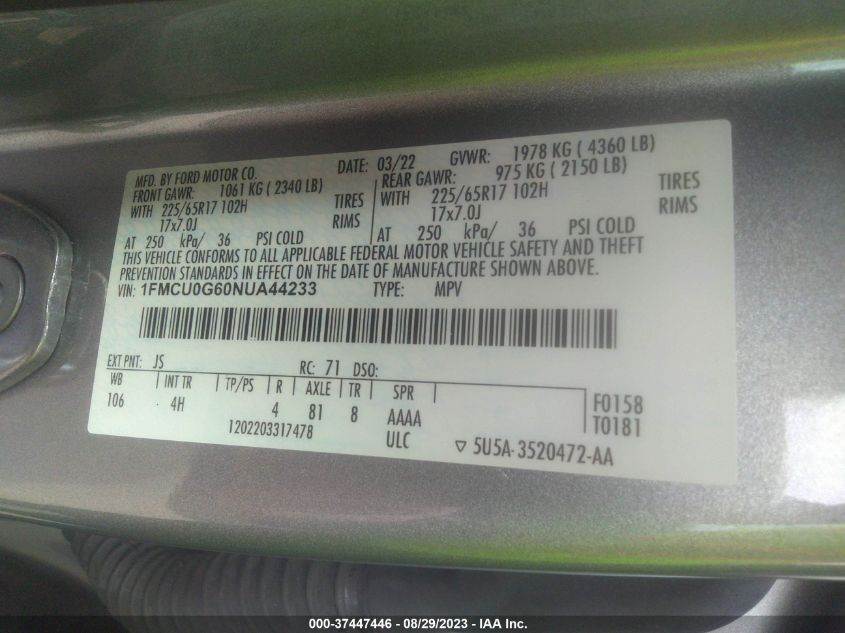 MFD. BY FORD MOTOR CO. DATE: 03/22 GVWR: 1978 KG ( 4360 LB)
FRONT GAWR: 1061 KG ( 2340 LB) REAR GAWR: 975 KG ( 2150 LB)
WITH 225/65R17 102H TIRES WITH 225/65R17 102H TIRES
17x7.0J RIMS 17x7.0J RIMS
AT 250 kPa/ 36 PSI COLD AT 250 kPa/ 36 PSI COLD
THIS VEHICLE CONFORMS TO ALL APPLICABLE FEDERAL MOTOR VEHICLE SAFETY AND THEFT
PREVENTION STANDARDS IN EFFECT ON THE DATE OF MANUFACTURE SHOWN ABOVE.
VIN: 1FMCU0G60NUA44233 TYPE: MPV
EXT PNT: JS RC: 71 DSO:
WB INT TR TP/PS R AXLE TR SPR
106 4H 4 81 8 AAAA F0158
1202203317478 ULC T0181
5U5A-3520472-AA
000-37447446 - 08/29/2023 - IAA Inc.